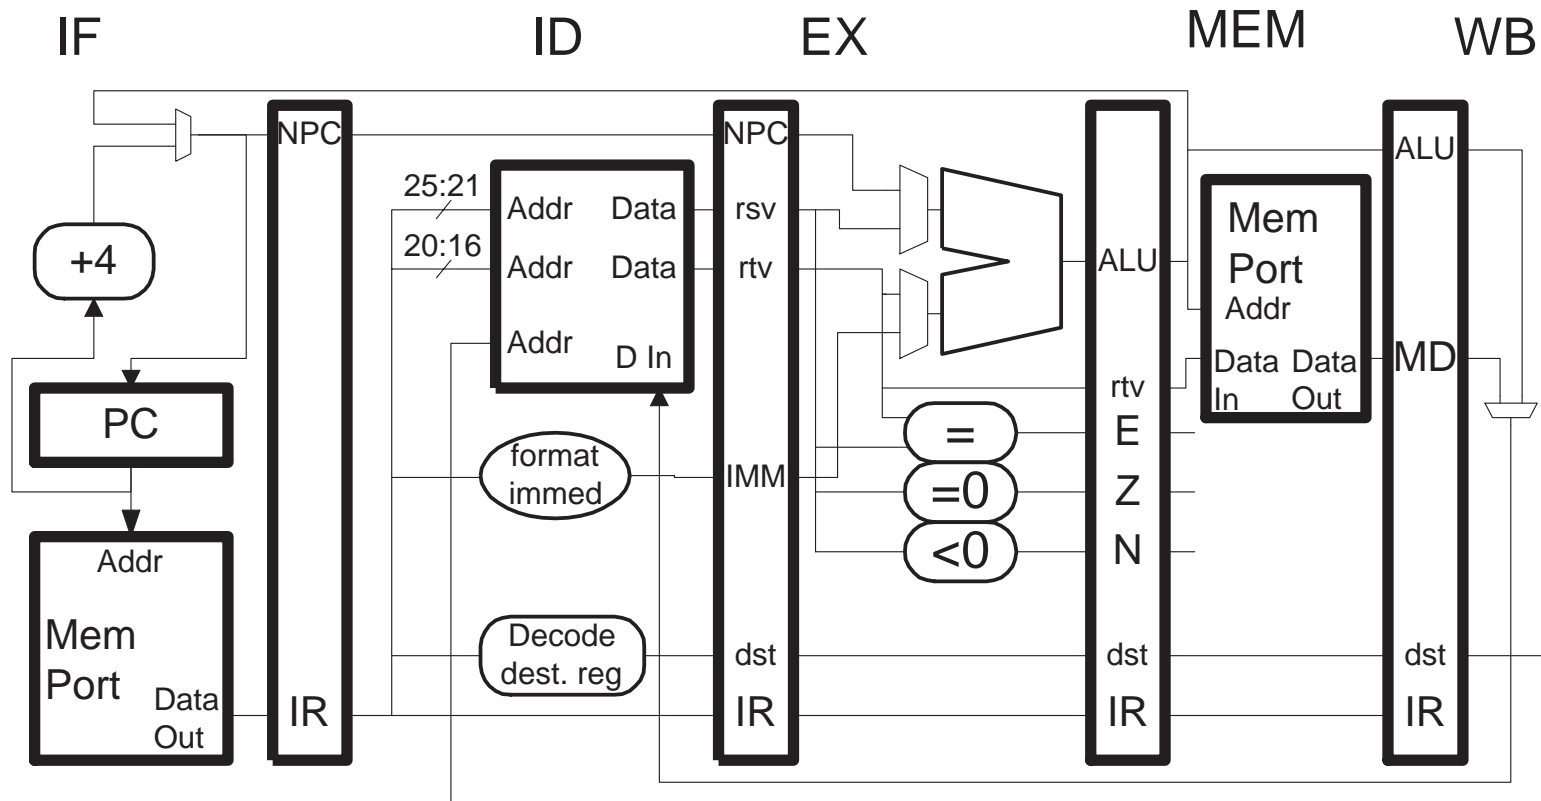 IF
ID
EX
MEM
WB
+4
PC
Addr
Mem
Port
Data
Out
NPC
IR
25:21
20:16
Addr Data
Addr Data
Addr
D In
format
immed
Decode
dest. reg
NPC
rsv
rtv
IMM
dst
IR
=
=0
<0
ALU
rtv
E
Z
N
dst
IR
Mem
Port
Addr
Data Data
In Out
ALU
MD
dst
IR